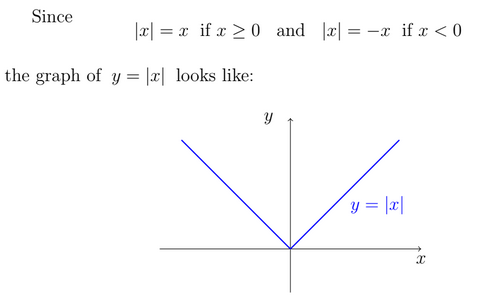 Since
|x| = x if x ≥ 0 and |x| = −x if x < 0
the graph of y = |x| looks like:
y
y = |x|
x